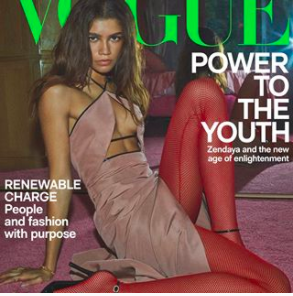 VOGUE
POWER
TO
THE
YOUTH
Zendaya and the new
age of enlightenment
RENEWABLE
CHARGE
People
and fashion
with purpose